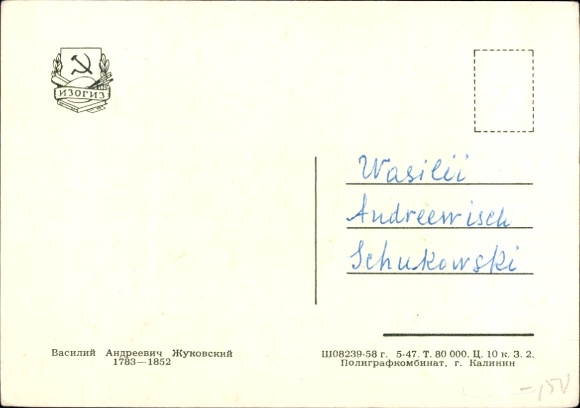 ИЗОГИЗ
Wasilii
Andreewisch
Schukowski
Василий Андреевич Жуковский
1783—1852
Ш08239-58 г. 5-47. Т. 80 000. Ц. 10 к. З. 2.
Полиграфкомбинат, г. Калинин